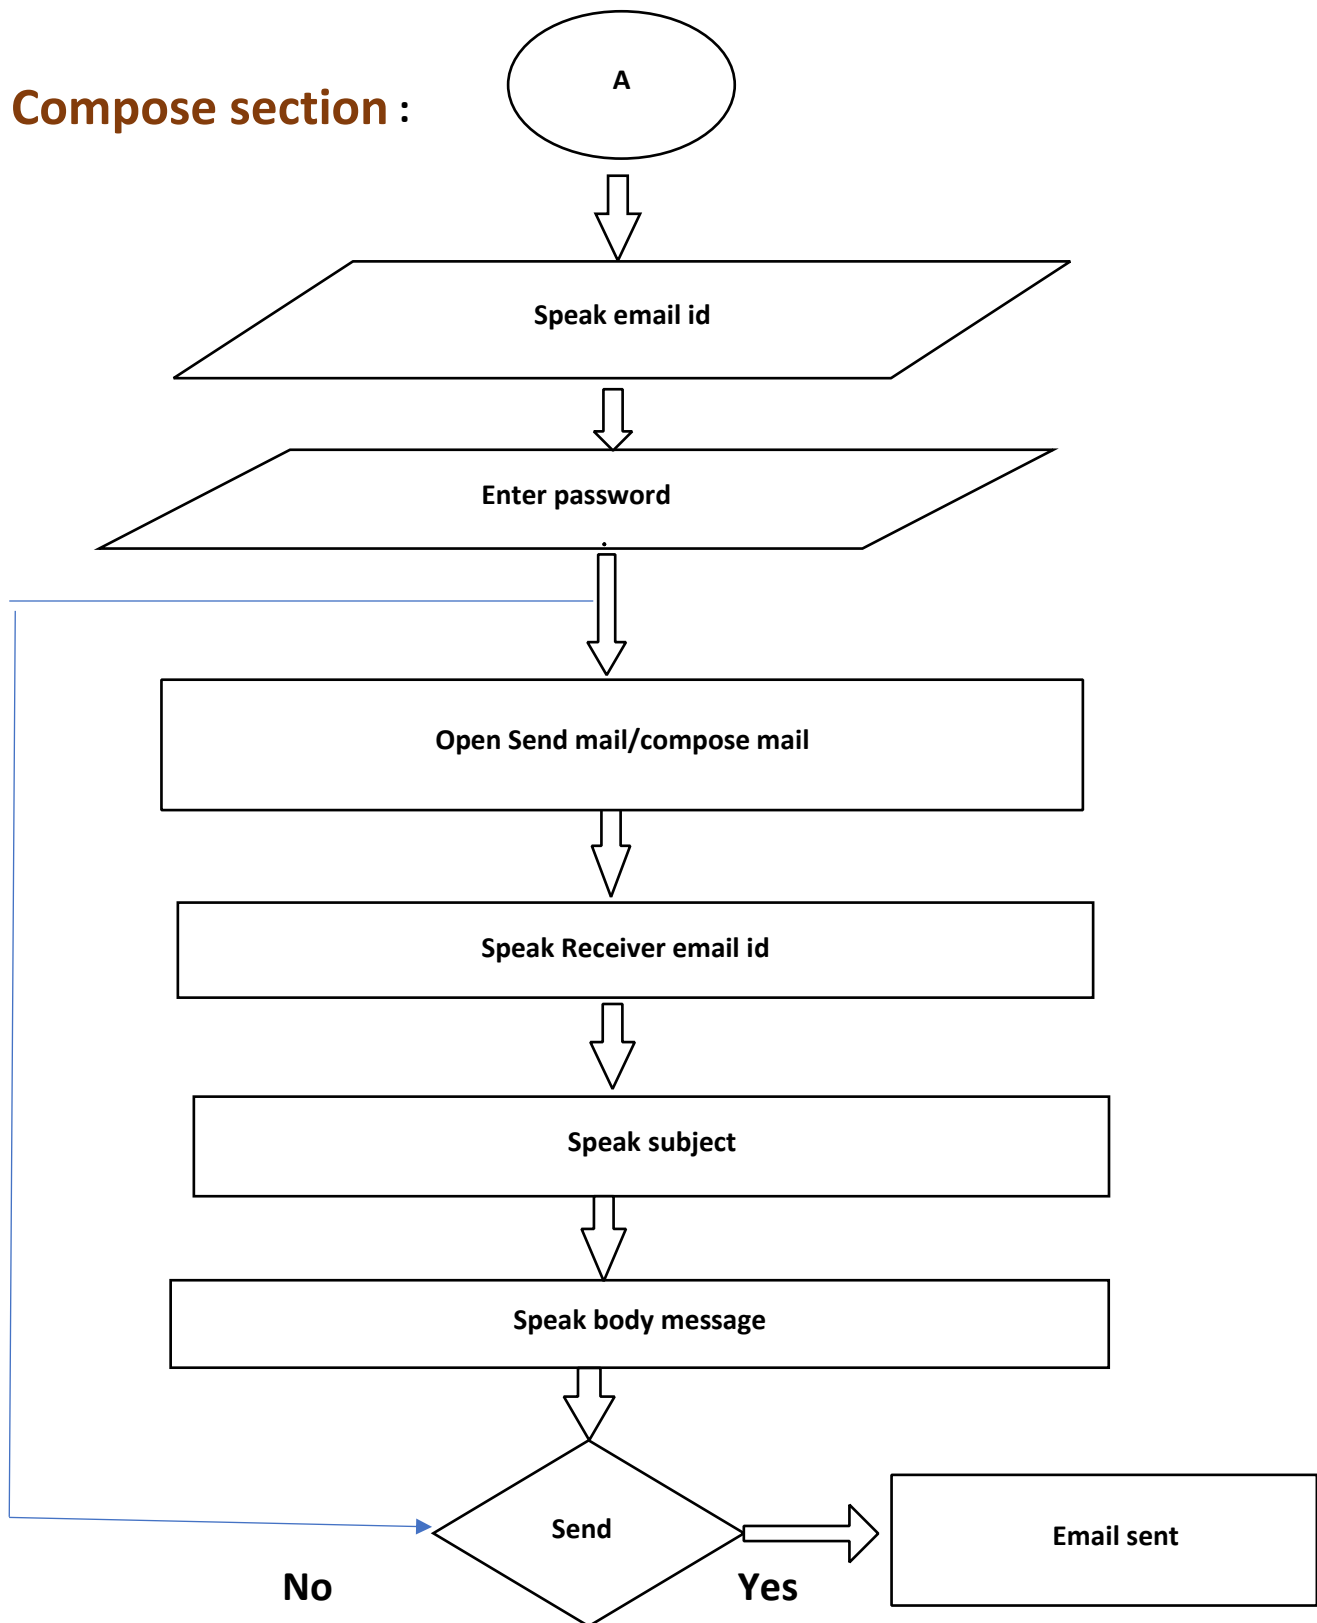 A
Compose section :
Speak email id
Enter password
.
Open Send mail/compose mail
Speak Receiver email id
Speak subject
Speak body message
Send
Email sent
No
Yes